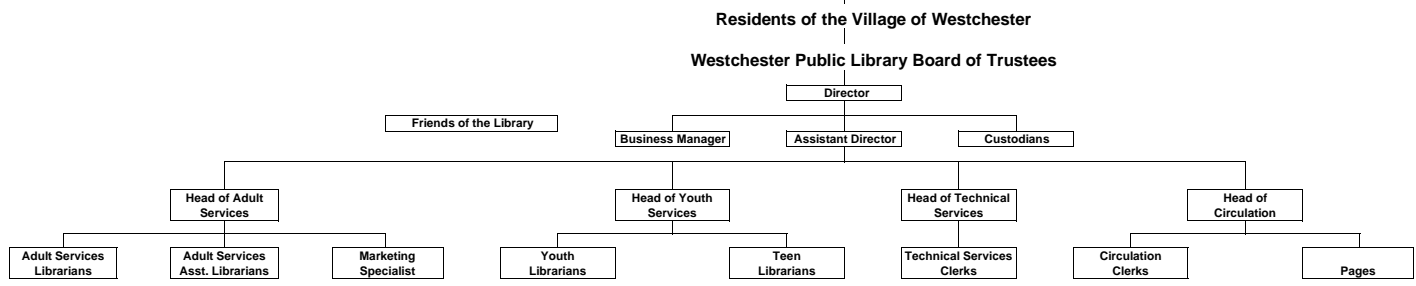 Residents of the Village of Westchester
Westchester Public Library Board of Trustees
Director
Friends of the Library
Business Manager
Assistant Director
Custodians
Head of Adult
Services
Head of Youth
Services
Head of Technical
Services
Head of
Circulation
Adult Services
Librarians
Adult Services
Asst. Librarians
Marketing
Specialist
Youth
Librarians
Teen
Librarians
Technical Services
Clerks
Circulation
Clerks
Pages